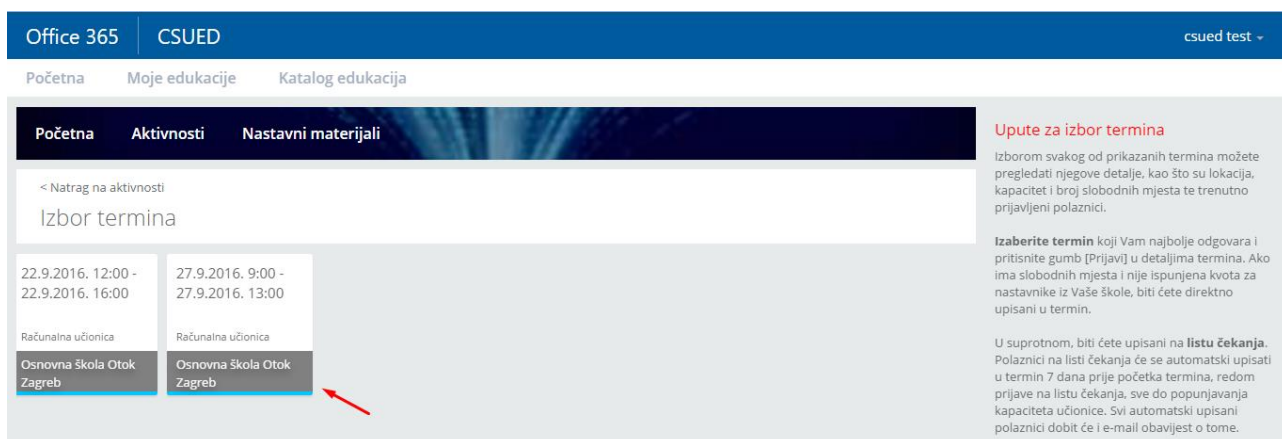 Office 365 CSUED csued test
Početna Moje edukacije Katalog edukacija
Početna Aktivnosti Nastavni materijali
< Natrag na aktivnosti
Izbor termina
22.9.2016. 12:00 -
22.9.2016. 16:00
Računalna učionica
Osnovna škola Otok
Zagreb
27.9.2016. 9:00 -
27.9.2016. 13:00
Računalna učionica
Osnovna škola Otok
Zagreb
Upute za izbor termina
Izborom svakog od prikazanih termina možete
pregledati njegove detalje, kao što su lokacija,
kapacitet i broj slobodnih mjesta te trenutno
prijavljeni polaznici.
Izaberite termin koji Vam najbolje odgovara i
pritisnite gumb [Prijavi] u detaljima termina. Ako
ima slobodnih mjesta i nije ispunjena kvota za
nastavnike iz Vaše škole, biti ćete direktno
upisani u termin.
U suprotnom, biti ćete upisani na listu čekanja.
Polaznici na listi čekanja će se automatski upisati
u termin 7 dana prije početka termina, redom
prijave na listu čekanja, sve do popunjavanja
kapaciteta učionice. Svi automatski upisani
polaznici dobit će i e-mail obavijest o tome.